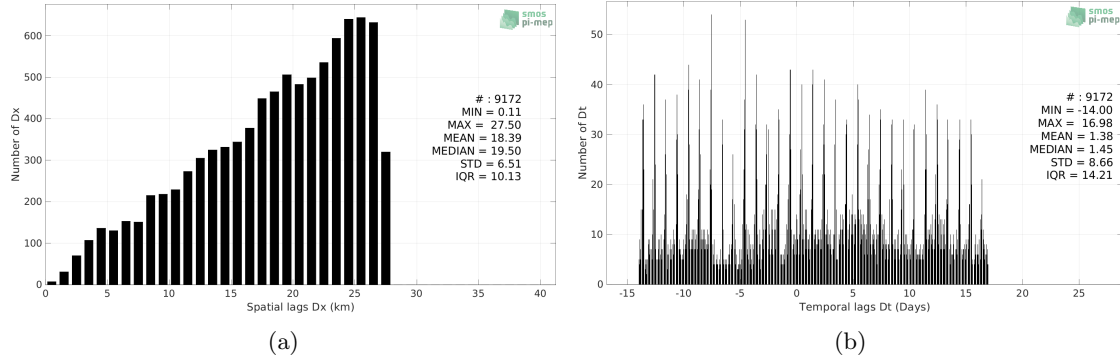 smos
pi-mep
Number of Dx
600
500
400
300
200
100
0
# : 9172
MIN = 0.11
MAX = 27.50
MEAN = 18.39
MEDIAN = 19.50
STD = 6.51
IQR = 10.13
0 5 10 15 20 25 30 35 40
Spatial lags Dx (km)
(a)
smos
pi-mep
Number of Dt
50
40
30
20
10
0
# : 9172
MIN = -14.00
MAX = 16.98
MEAN = 1.38
MEDIAN = 1.45
STD = 8.66
IQR = 14.21
-15 -10 -5 0 5 10 15 20 25
Temporal lags Dt (Days)
(b)